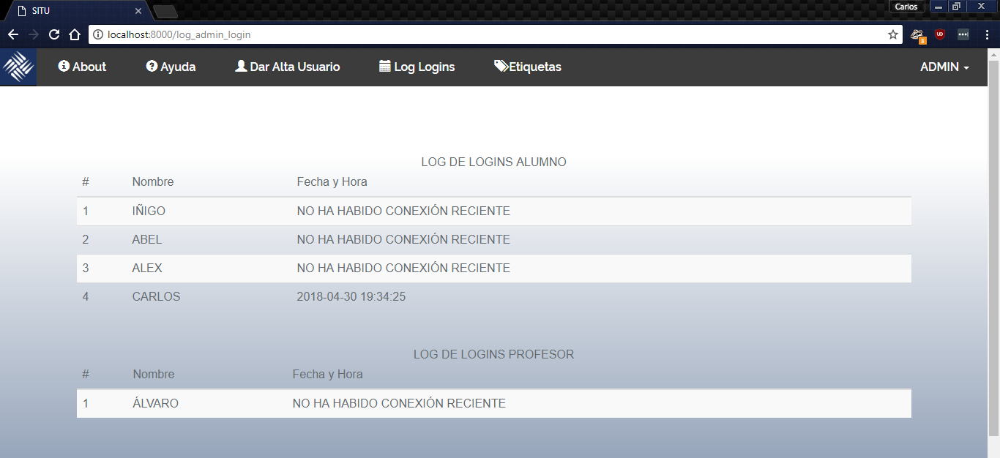 SITU
Carlos
localhost:8000/log_admin_login
UD
3
About Ayuda Dar Alta Usuario Log Logins Etiquetas ADMIN
LOG DE LOGINS ALUMNO
# Nombre Fecha y Hora
1 IÑIGO NO HA HABIDO CONEXIÓN RECIENTE
2 ABEL NO HA HABIDO CONEXIÓN RECIENTE
3 ALEX NO HA HABIDO CONEXIÓN RECIENTE
4 CARLOS 2018-04-30 19:34:25
LOG DE LOGINS PROFESOR
# Nombre Fecha y Hora
1 ÁLVARO NO HA HABIDO CONEXIÓN RECIENTE